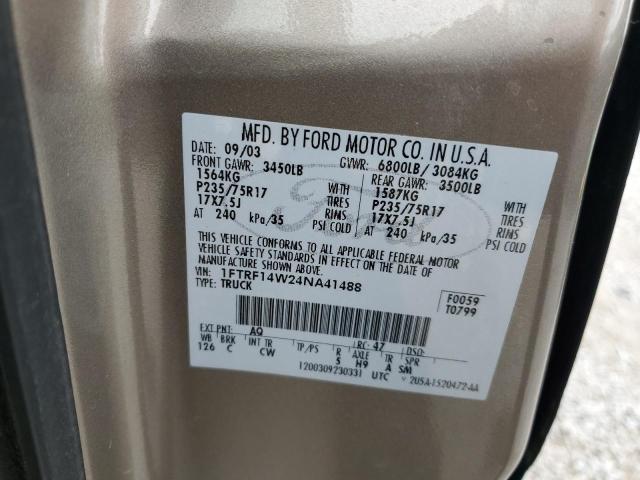 MFD. BY FORD MOTOR CO. IN U.S.A.
DATE: 09/03 GVWR: 6800LB/ 3084KG
FRONT GAWR: 3450LB REAR GAWR: 3500LB
1564KG WITH 1587KG WITH
P235/75R17 TIRES P235/75R17 TIRES
17X7.5J RIMS 17X7.5J RIMS
AT 240 kPa/35 PSI COLD AT 240 kPa/35 PSI COLD
Ford
THIS VEHICLE CONFORMS TO ALL APPLICABLE FEDERAL MOTOR
VEHICLE SAFETY STANDARDS IN EFFECT ON THE DATE OF
MANUFACTURE SHOWN ABOVE.
VIN: 1FTRF14W24NA41488
TYPE: TRUCK
F0059
T0799
EXT PNT: AQ RC: 47 DSO:
WB BRK INT TR TP/PS R AXLE TR SPR
126 C CW 5 H9 A SM
1200309230331 UTC
2U5A-1520472-AA